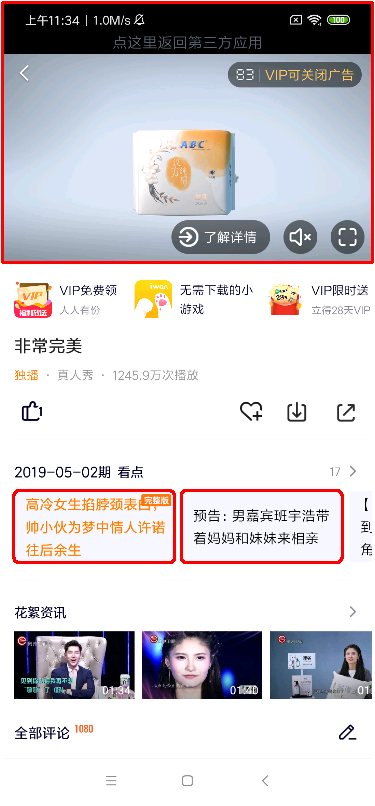 上午11:34 | 1.0M/s
100
点这里返回第三方应用
83 | VIP可关闭广告
ABC
了解详情
VIP
VIP免费领
人人有份
iwan
无需下载的小
游戏
VIP限时送
立得28天VIP
非常完美
独播 · 真人秀 · 1245.9万次播放
2019-05-02期 看点
17
完整版
高冷女生掐脖颈表白,
帅小伙为梦中情人许诺
往后余生
预告:男嘉宾班宇浩带
着妈妈和妹妹来相亲
【
到
角
花絮资讯
01:34
01:40
全部评论 1080